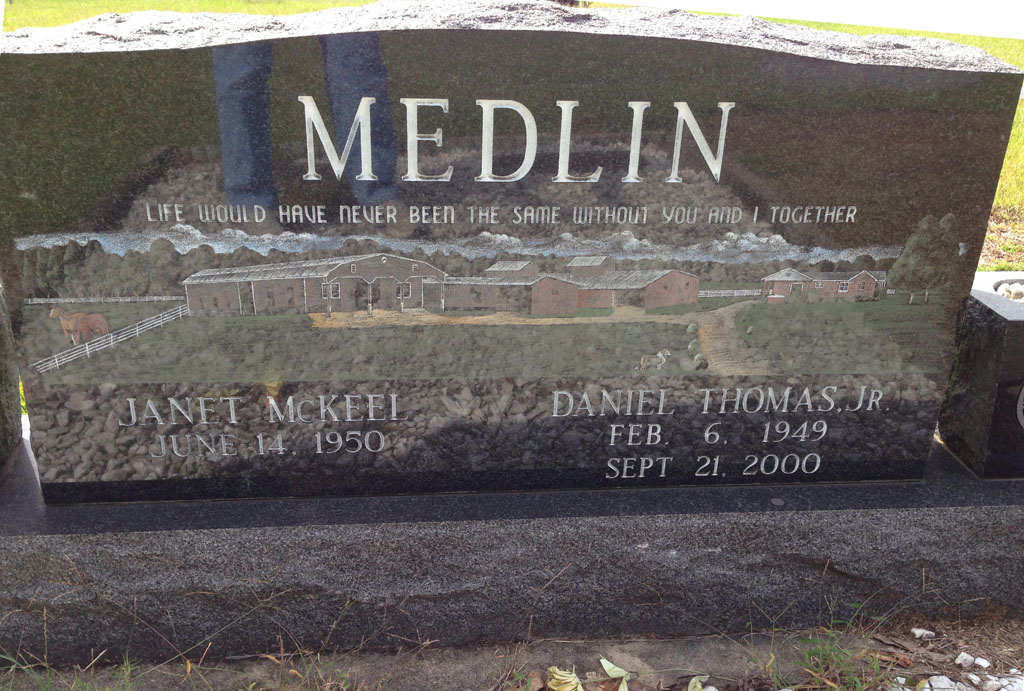 MEDLIN
LIFE WOULD HAVE NEVER BEEN THE SAME WITHOUT YOU AND I TOGETHER
JANET McKEEL
JUNE 14, 1950
DANIEL THOMAS, JR.
FEB. 6, 1949
SEPT 21, 2000